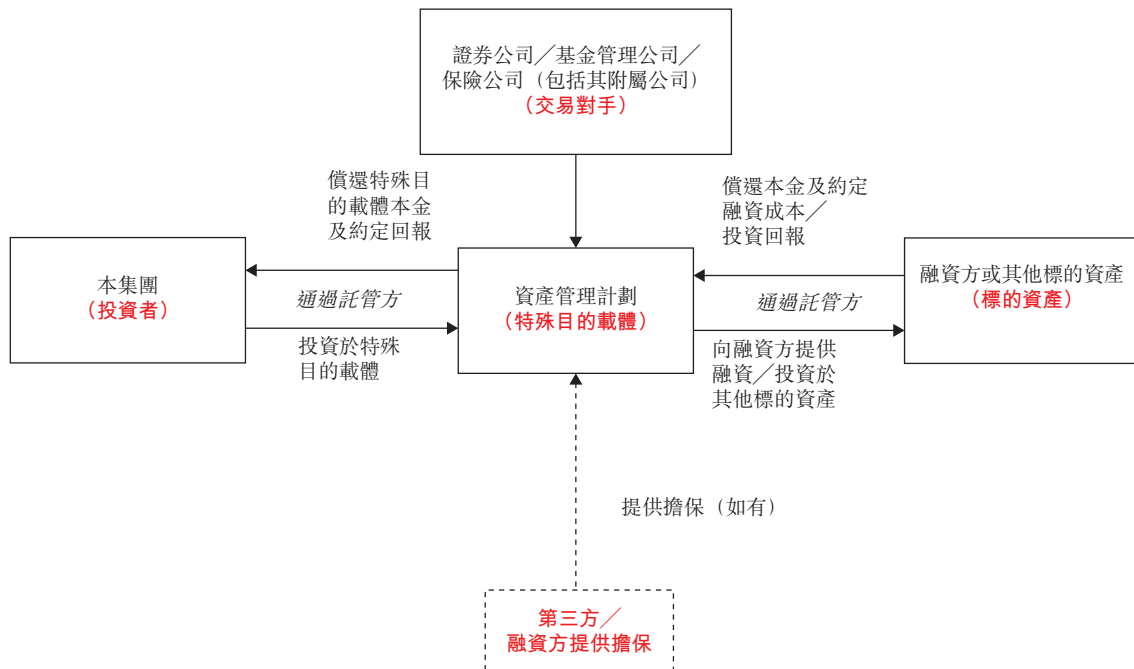 證券公司／基金管理公司／
保險公司（包括其附屬公司）
（交易對手）
償還特殊目
的載體本金
及約定回報
償還本金及約定
融資成本／
投資回報
本集團
（投資者）
通過託管方
投資於特殊
目的載體
資產管理計劃
（特殊目的載體）
通過託管方
向融資方提供
融資／投資於
其他標的資產
融資方或其他標的資產
（標的資產）
提供擔保（如有）
第三方／
融資方提供擔保